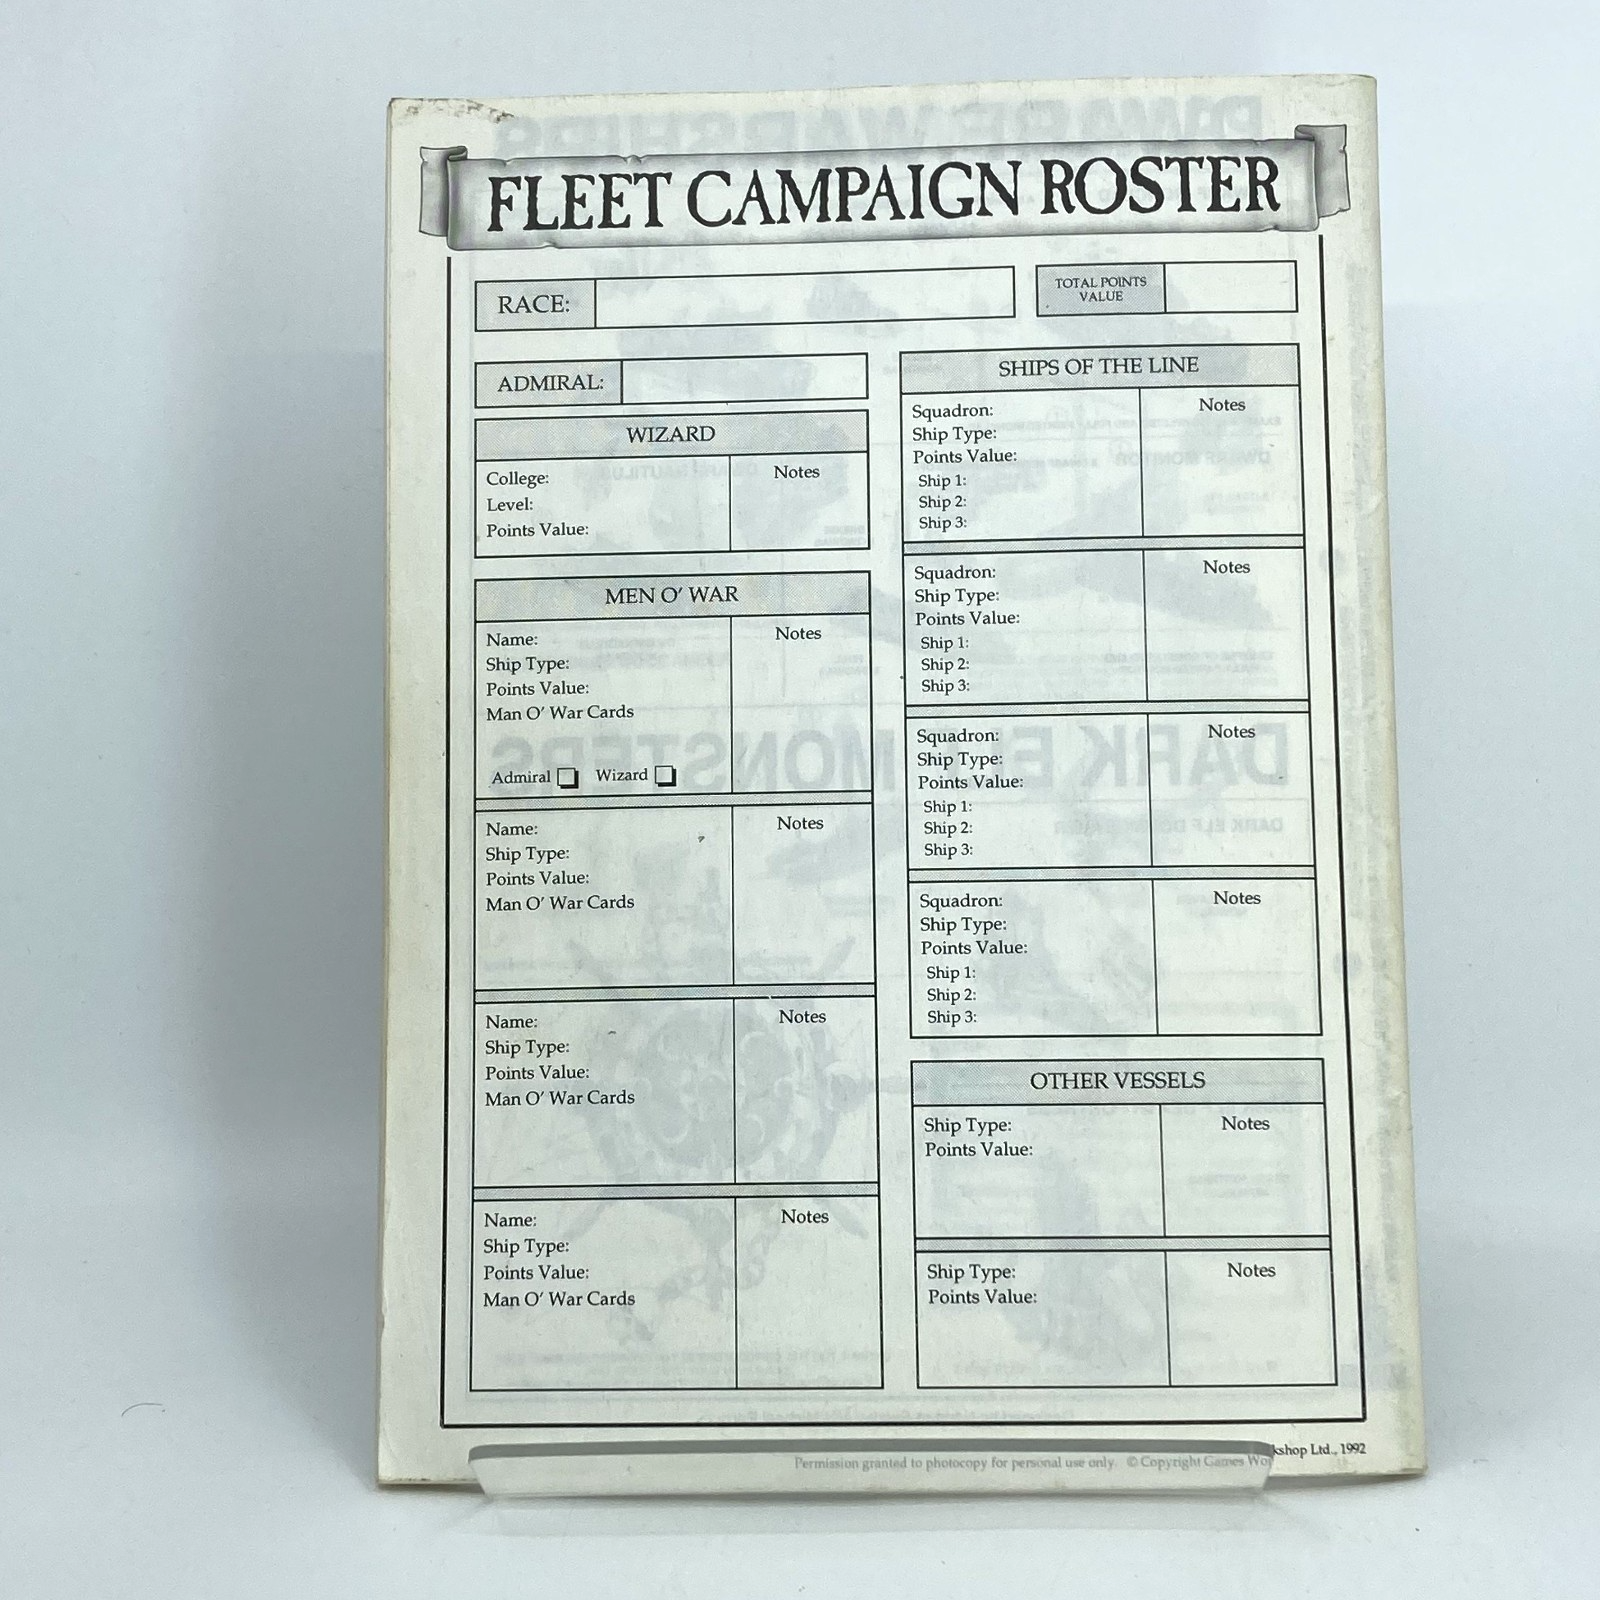 FLEET CAMPAIGN ROSTER
RACE:
TOTAL POINTS
VALUE
ADMIRAL:
WIZARD
College:
Level:
Points Value:
Notes
MEN O' WAR
Name:
Ship Type:
Points Value:
Man O' War Cards
Admiral Wizard
Notes
Name:
Ship Type:
Points Value:
Man O' War Cards
Notes
Name:
Ship Type:
Points Value:
Man O' War Cards
Notes
Name:
Ship Type:
Points Value:
Man O' War Cards
Notes
SHIPS OF THE LINE
Squadron:
Ship Type:
Points Value:
Ship 1:
Ship 2:
Ship 3:
Notes
Squadron:
Ship Type:
Points Value:
Ship 1:
Ship 2:
Ship 3:
Notes
Squadron:
Ship Type:
Points Value:
Ship 1:
Ship 2:
Ship 3:
Notes
Squadron:
Ship Type:
Points Value:
Ship 1:
Ship 2:
Ship 3:
Notes
OTHER VESSELS
Ship Type:
Points Value:
Notes
Ship Type:
Points Value:
Notes
Permission granted to photocopy for personal use only. © Copyright Games Workshop Ltd., 1992